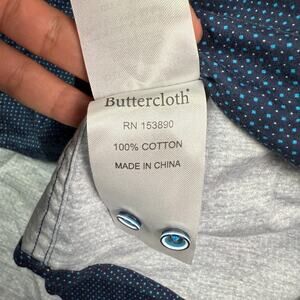 Buttercloth®
RN 153890
100% COTTON
MADE IN CHINA